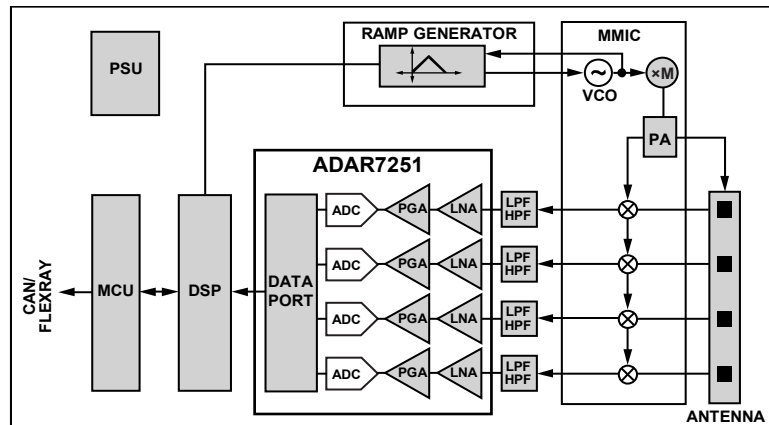 RAMP GENERATOR
MMIC
PSU
~
×M
VCO
PA
ADAR7251
ADC
PGA
LNA
LPF
HPF
ADC
PGA
LNA
LPF
HPF
CAN/
FLEXRAY
MCU
DSP
DATA
PORT
ADC
PGA
LNA
LPF
HPF
ADC
PGA
LNA
LPF
HPF
ANTENNA